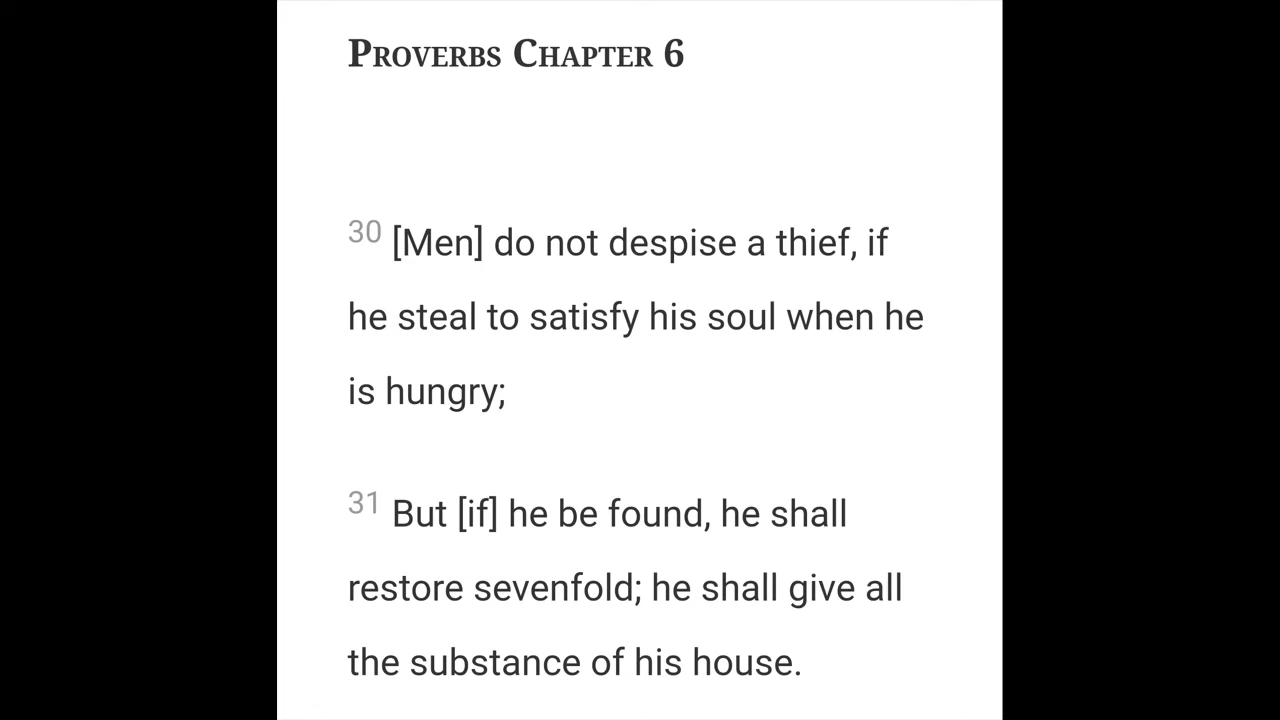 Proverbs Chapter 6
30 [Men] do not despise a thief, if
he steal to satisfy his soul when he
is hungry;
31 But [if] he be found, he shall
restore sevenfold; he shall give all
the substance of his house.